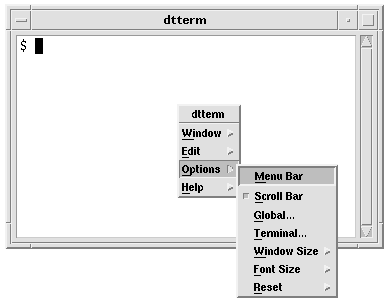 dtterm
$
dtterm
Window
Edit
Options
Help
Menu Bar
Scroll Bar
Global...
Terminal...
Window Size
Font Size
Reset